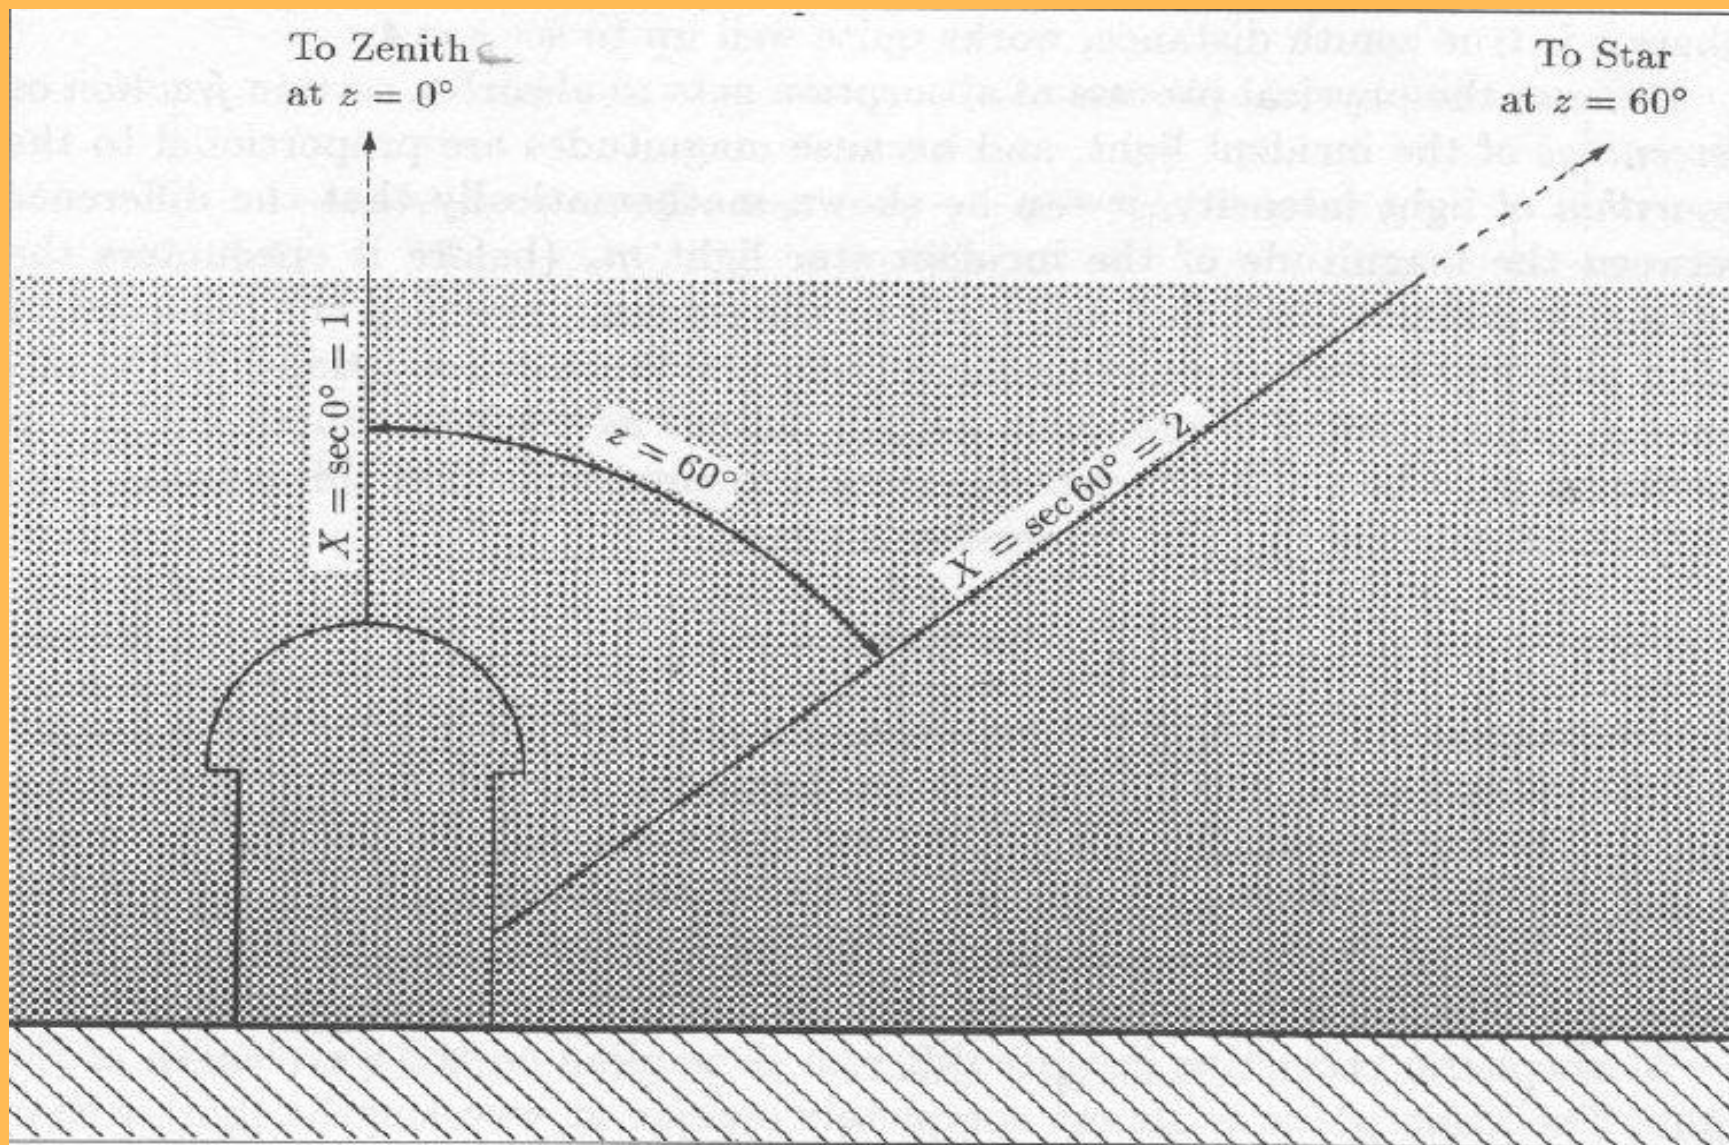 To Zenith
at z = 0°
To Star
at z = 60°
X = sec 0° = 1
z = 60°
X = sec 60° = 2